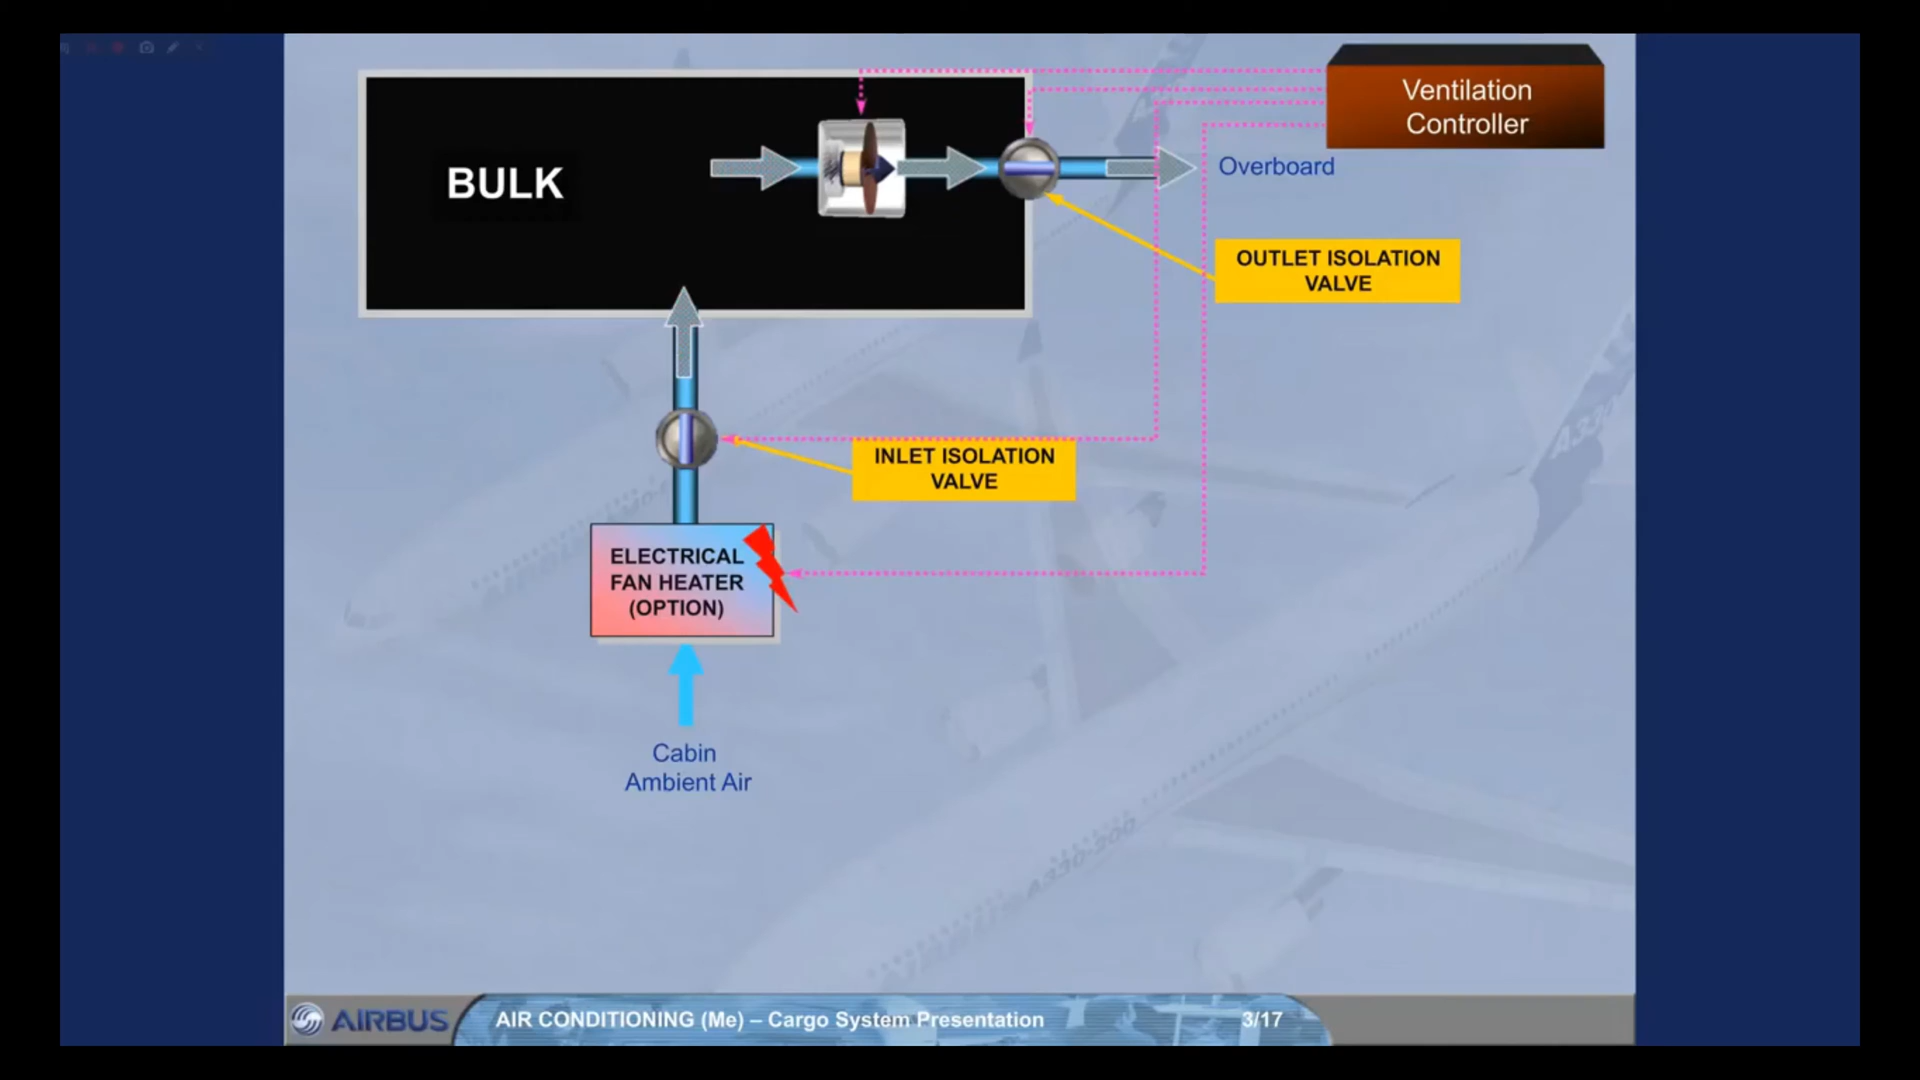 Ventilation
Controller
BULK
Overboard
OUTLET ISOLATION
VALVE
INLET ISOLATION
VALVE
ELECTRICAL
FAN HEATER
(OPTION)
Cabin
Ambient Air
AIRBUS
AIR CONDITIONING (Me) – Cargo System Presentation
3/17